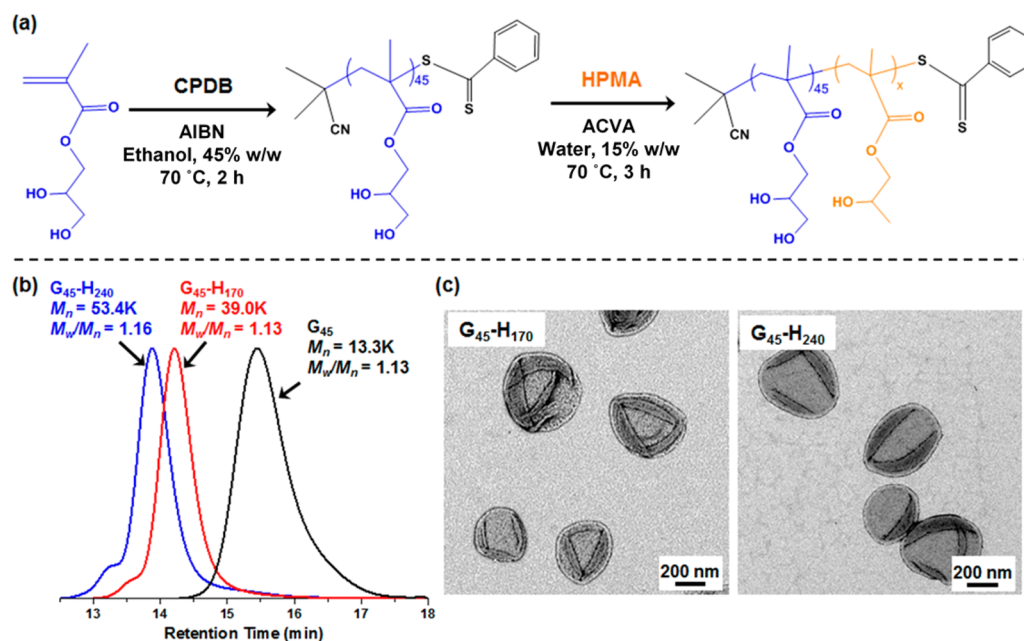 (a)
CPDB
AIBN
Ethanol, 45% w/w
70 ˚C, 2 h
O
O
HO
HO
CN
45
S
S
O
O
HO
HO
HPMA
ACVA
Water, 15% w/w
70 ˚C, 3 h
CN
45
x
S
S
O
O
O
O
HO
HO
HO
(b)
G45-H240
Mn = 53.4K
Mw/Mn = 1.16
G45-H170
Mn = 39.0K
Mw/Mn = 1.13
G45
Mn = 13.3K
Mw/Mn = 1.13
13 14 15 16 17 18
Retention Time (min)
(c)
G45-H170
200 nm
G45-H240
200 nm